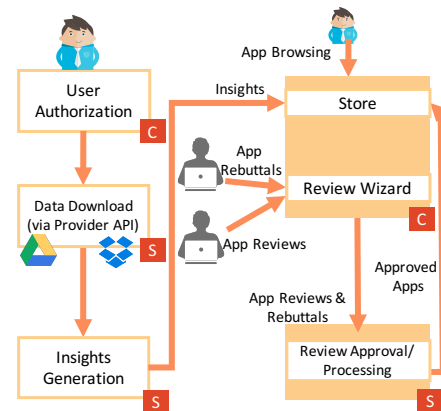 User
Authorization
C
Data Download
(via Provider API)
S
Insights
Generation
S
App Browsing
Insights
Store
App
Rebuttals
Review Wizard
C
App Reviews
App Reviews &
Rebuttals
Approved
Apps
Review Approval/
Processing
S